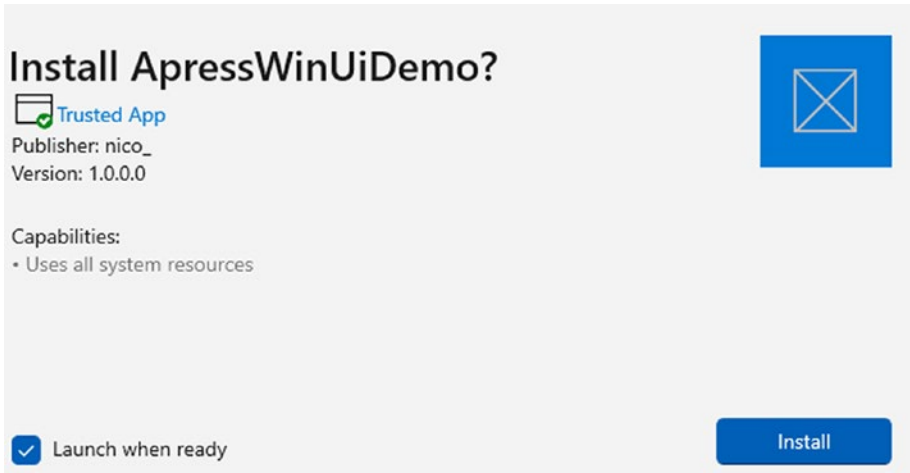 Install ApressWinUiDemo?
Trusted App
Publisher: nico_
Version: 1.0.0.0
Capabilities:
• Uses all system resources
Launch when ready
Install